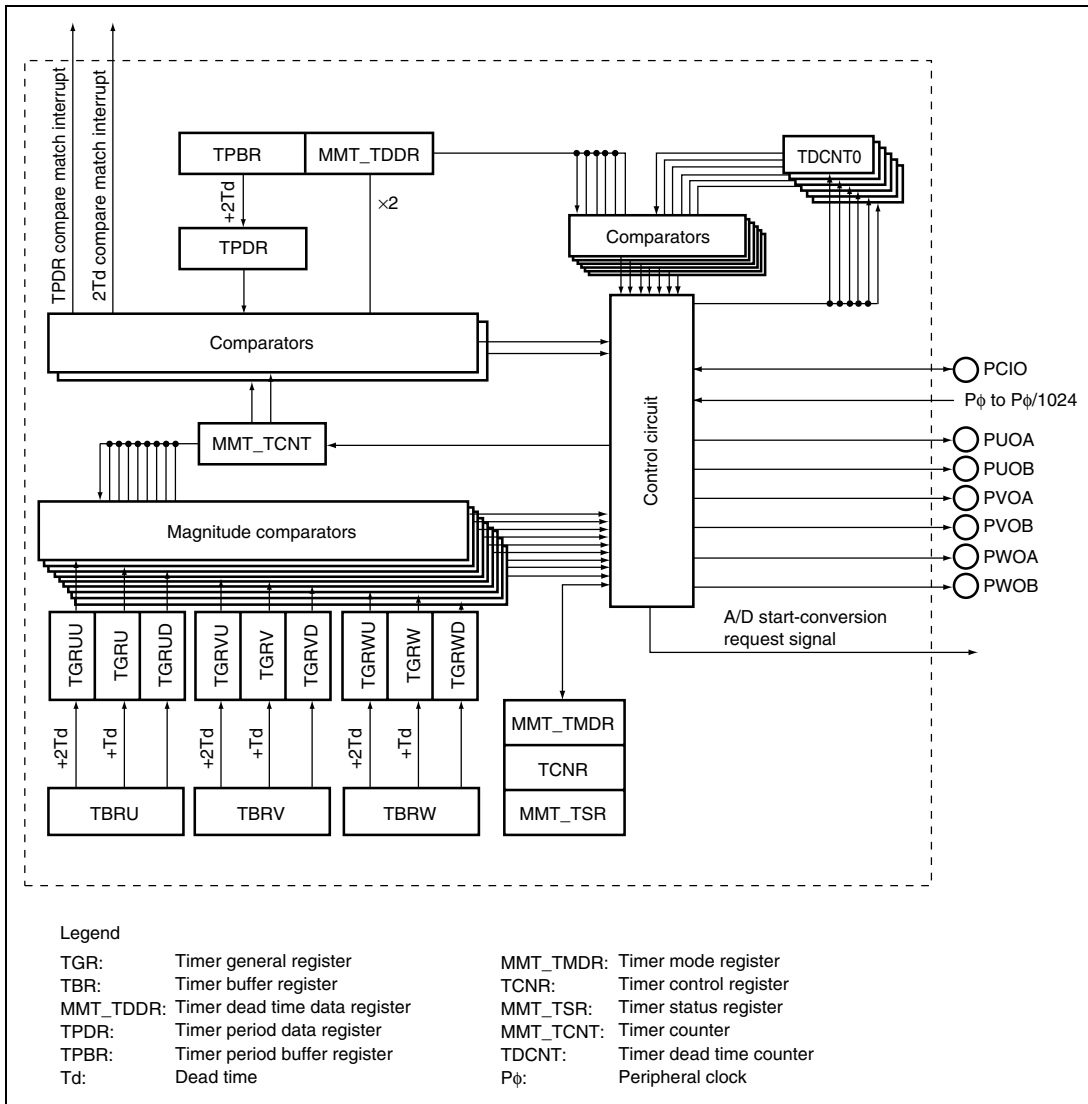 TPDR compare match interrupt
2Td compare match interrupt
TPBR
MMT_TDDR
TDCNT0
+2Td
×2
TPDR
Comparators
Comparators
Control circuit
PCIO
Pϕ to Pϕ/1024
MMT_TCNT
PUOA
PUOB
PVOA
PVOB
PWOA
PWOB
Magnitude comparators
A/D start-conversion
request signal
TGRUU
TGRU
TGRUD
TGRVU
TGRV
TGRVD
TGRWU
TGRW
TGRWD
+2Td
+Td
+2Td
+Td
+2Td
+Td
MMT_TMDR
TCNR
MMT_TSR
TBRU
TBRV
TBRW
Legend
TGR: Timer general register
TBR: Timer buffer register
MMT_TDDR: Timer dead time data register
TPDR: Timer period data register
TPBR: Timer period buffer register
Td: Dead time
MMT_TMDR: Timer mode register
TCNR: Timer control register
MMT_TSR: Timer status register
MMT_TCNT: Timer counter
TDCNT: Timer dead time counter
Pϕ: Peripheral clock